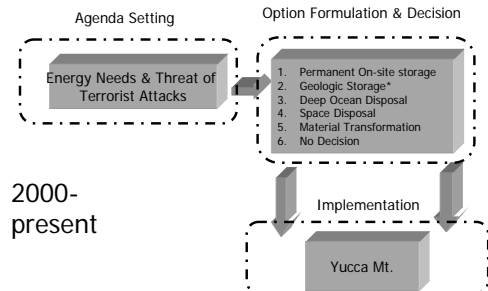 Agenda Setting
Option Formulation & Decision
Energy Needs & Threat of
Terrorist Attacks
1. Permanent On-site storage
2. Geologic Storage*
3. Deep Ocean Disposal
4. Space Disposal
5. Material Transformation
6. No Decision
2000-
present
Implementation
Yucca Mt.